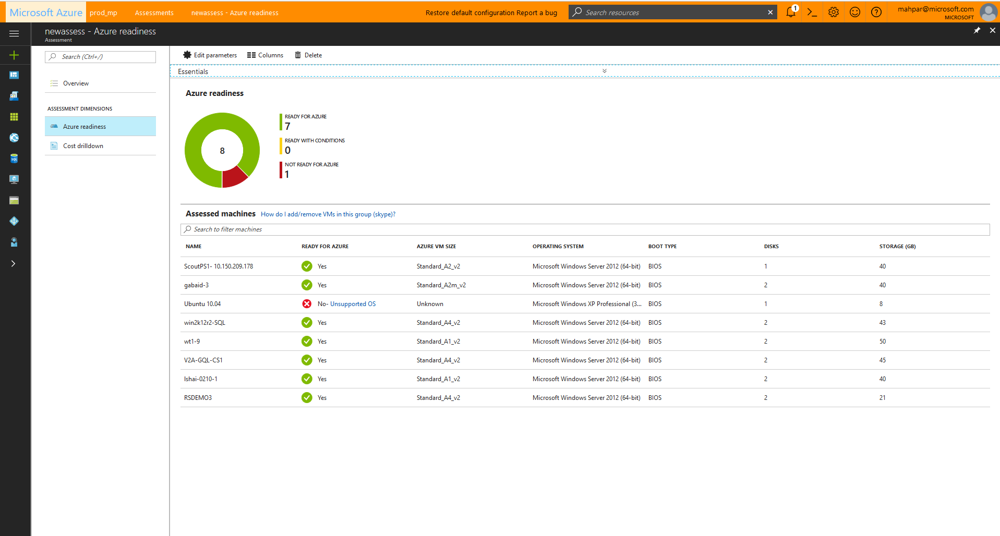 Microsoft Azure prod_mp Assessments newassess - Azure readiness Restore default configuration Report a bug Search resources 1 mahpar@microsoft.com
MICROSOFT
newassess - Azure readiness
Assessment
Search (Ctrl+/)
Overview
ASSESSMENT DIMENSIONS
Azure readiness
Cost drilldown
Edit parameters Columns Delete
Essentials
Azure readiness
8
READY FOR AZURE
7
READY WITH CONDITIONS
0
NOT READY FOR AZURE
1
Assessed machines How do I add/remove VMs in this group (skype)?
Search to filter machines
NAME READY FOR AZURE AZURE VM SIZE OPERATING SYSTEM BOOT TYPE DISKS STORAGE (GB)
ScoutPS1- 10.150.209.178 Yes Standard_A2_v2 Microsoft Windows Server 2012 (64-bit) BIOS 1 40
gabaid-3 Yes Standard_A2m_v2 Microsoft Windows Server 2012 (64-bit) BIOS 2 40
Ubuntu 10.04 No- Unsupported OS Unknown Microsoft Windows XP Professional (3... BIOS 1 8
win2k12r2-SQL Yes Standard_A4_v2 Microsoft Windows Server 2012 (64-bit) BIOS 2 43
wt1-9 Yes Standard_A1_v2 Microsoft Windows Server 2012 (64-bit) BIOS 2 50
V2A-GQL-CS1 Yes Standard_A4_v2 Microsoft Windows Server 2012 (64-bit) BIOS 2 45
Ishai-0210-1 Yes Standard_A1_v2 Microsoft Windows Server 2012 (64-bit) BIOS 2 40
RSDEMO3 Yes Standard_A4_v2 Microsoft Windows Server 2012 (64-bit) BIOS 2 21
SQL